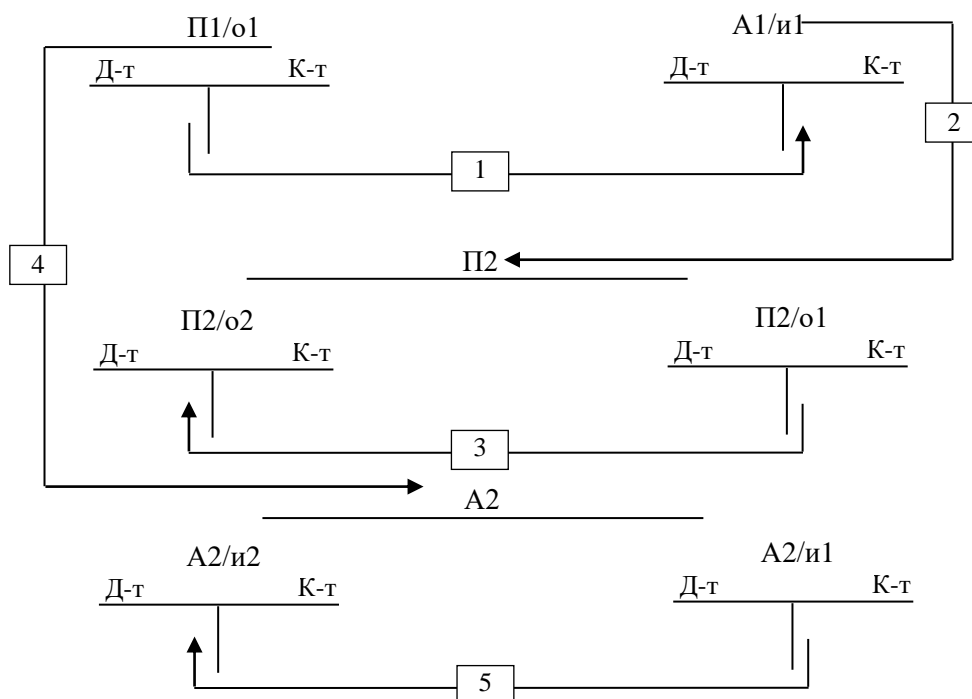 П1/о1 А1/и1
Д-т К-т Д-т К-т
2
1
4 П2
П2/о2 П2/о1
Д-т К-т Д-т К-т
3
А2
А2/и2 А2/и1
Д-т К-т Д-т К-т
5